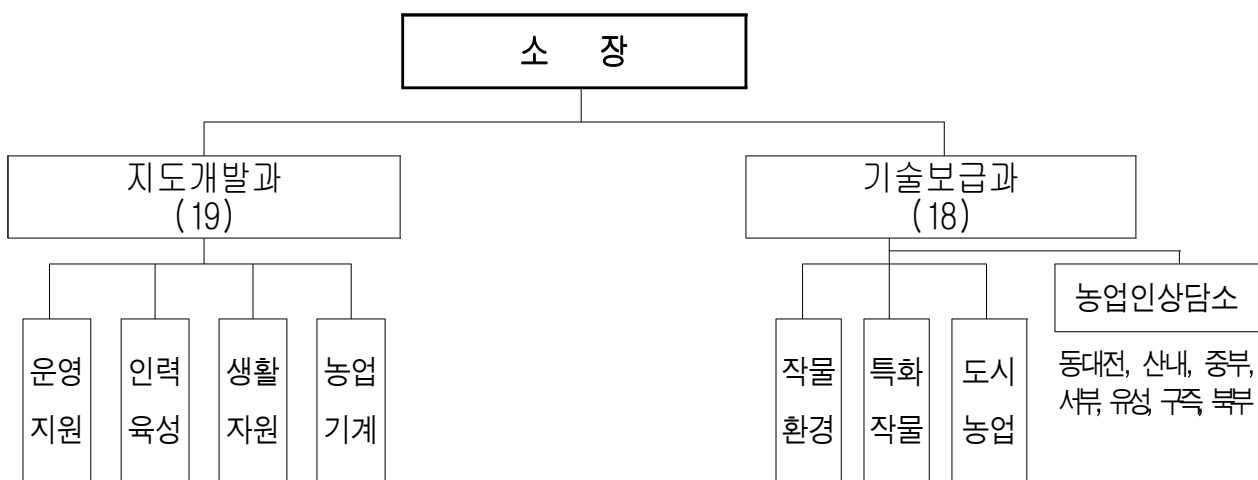 소 장
지도개발과
(19)
기술보급과
(18)
농업인상담소
운영
지원
인력
육성
생활
자원
농업
기계
작물
환경
특화
작물
도시
농업
동대전, 산내, 중부,
서부, 유성, 구즉, 북부